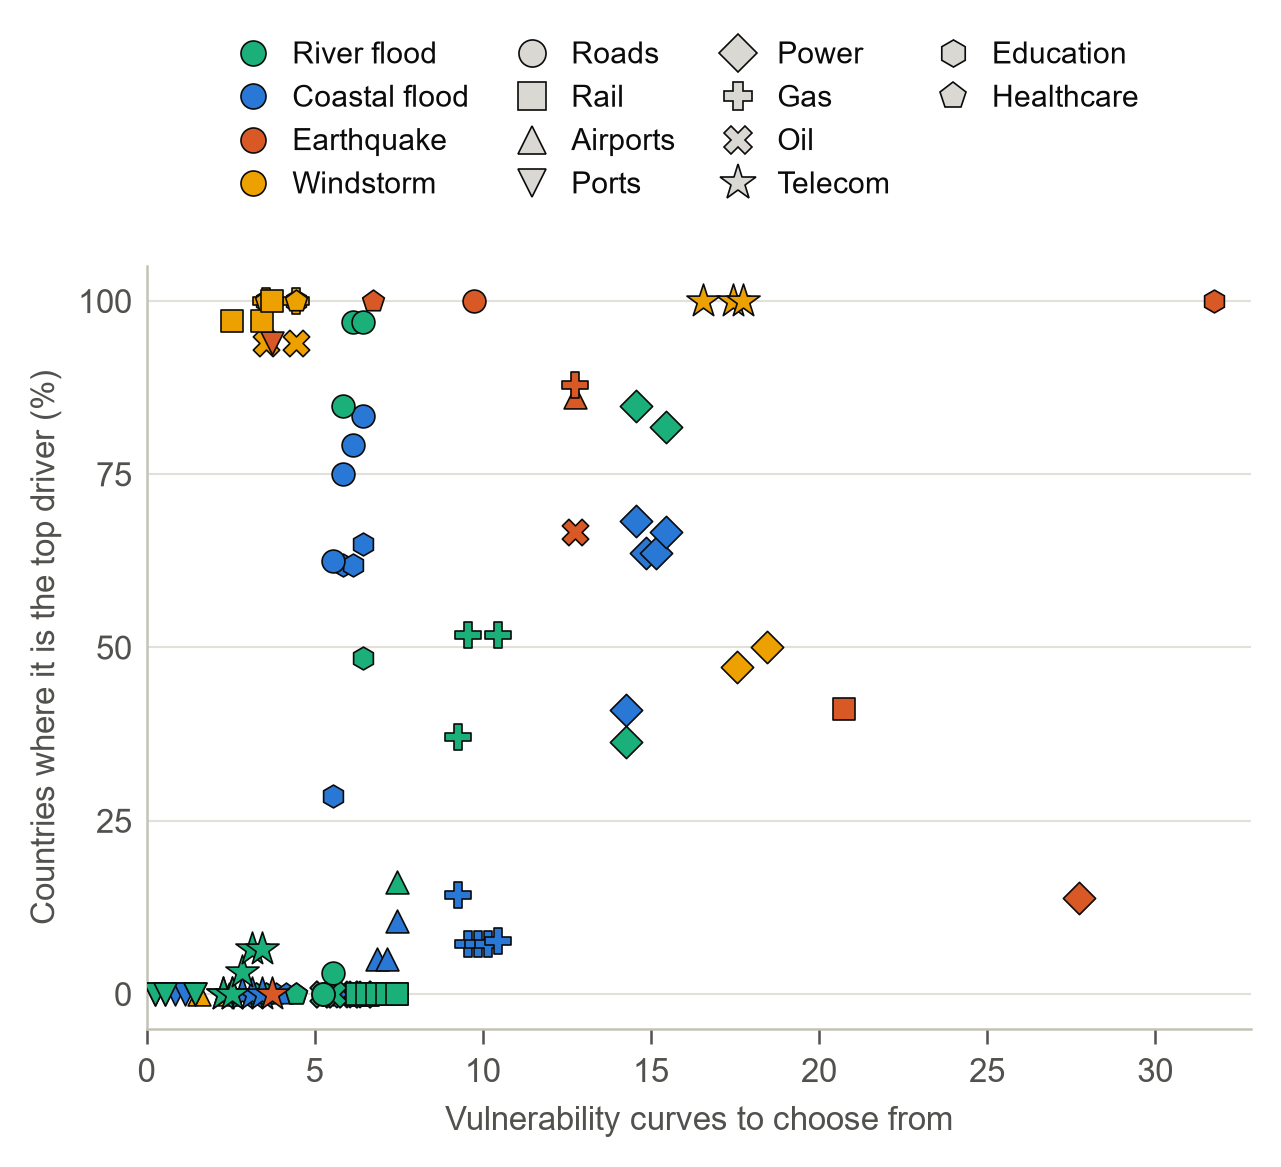 River flood
Coastal flood
Earthquake
Windstorm
Roads
Rail
Airports
Ports
Power
Gas
Oil
Telecom
Education
Healthcare
Countries where it is the top driver (%)
100
75
50
25
0
0 5 10 15 20 25 30
Vulnerability curves to choose from